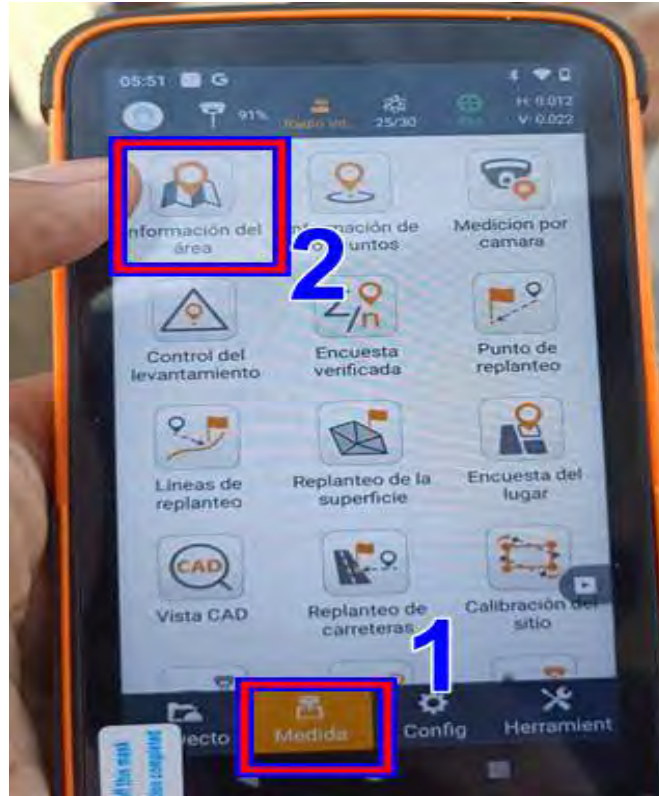 05:51 G
91% 25/30 H: 0.012
V: 0.022
nformación del
área
2
Medicion por
camara
Control del
levantamiento
Encuesta
verificada
Punto de
replanteo
Líneas de
replanteo
Replanteo de la
superficie
Encuesta del
lugar
CAD
Vista CAD
Replanteo de
carreteras
Calibración del
sitio
1
yecto
Medida
Config
Herramient